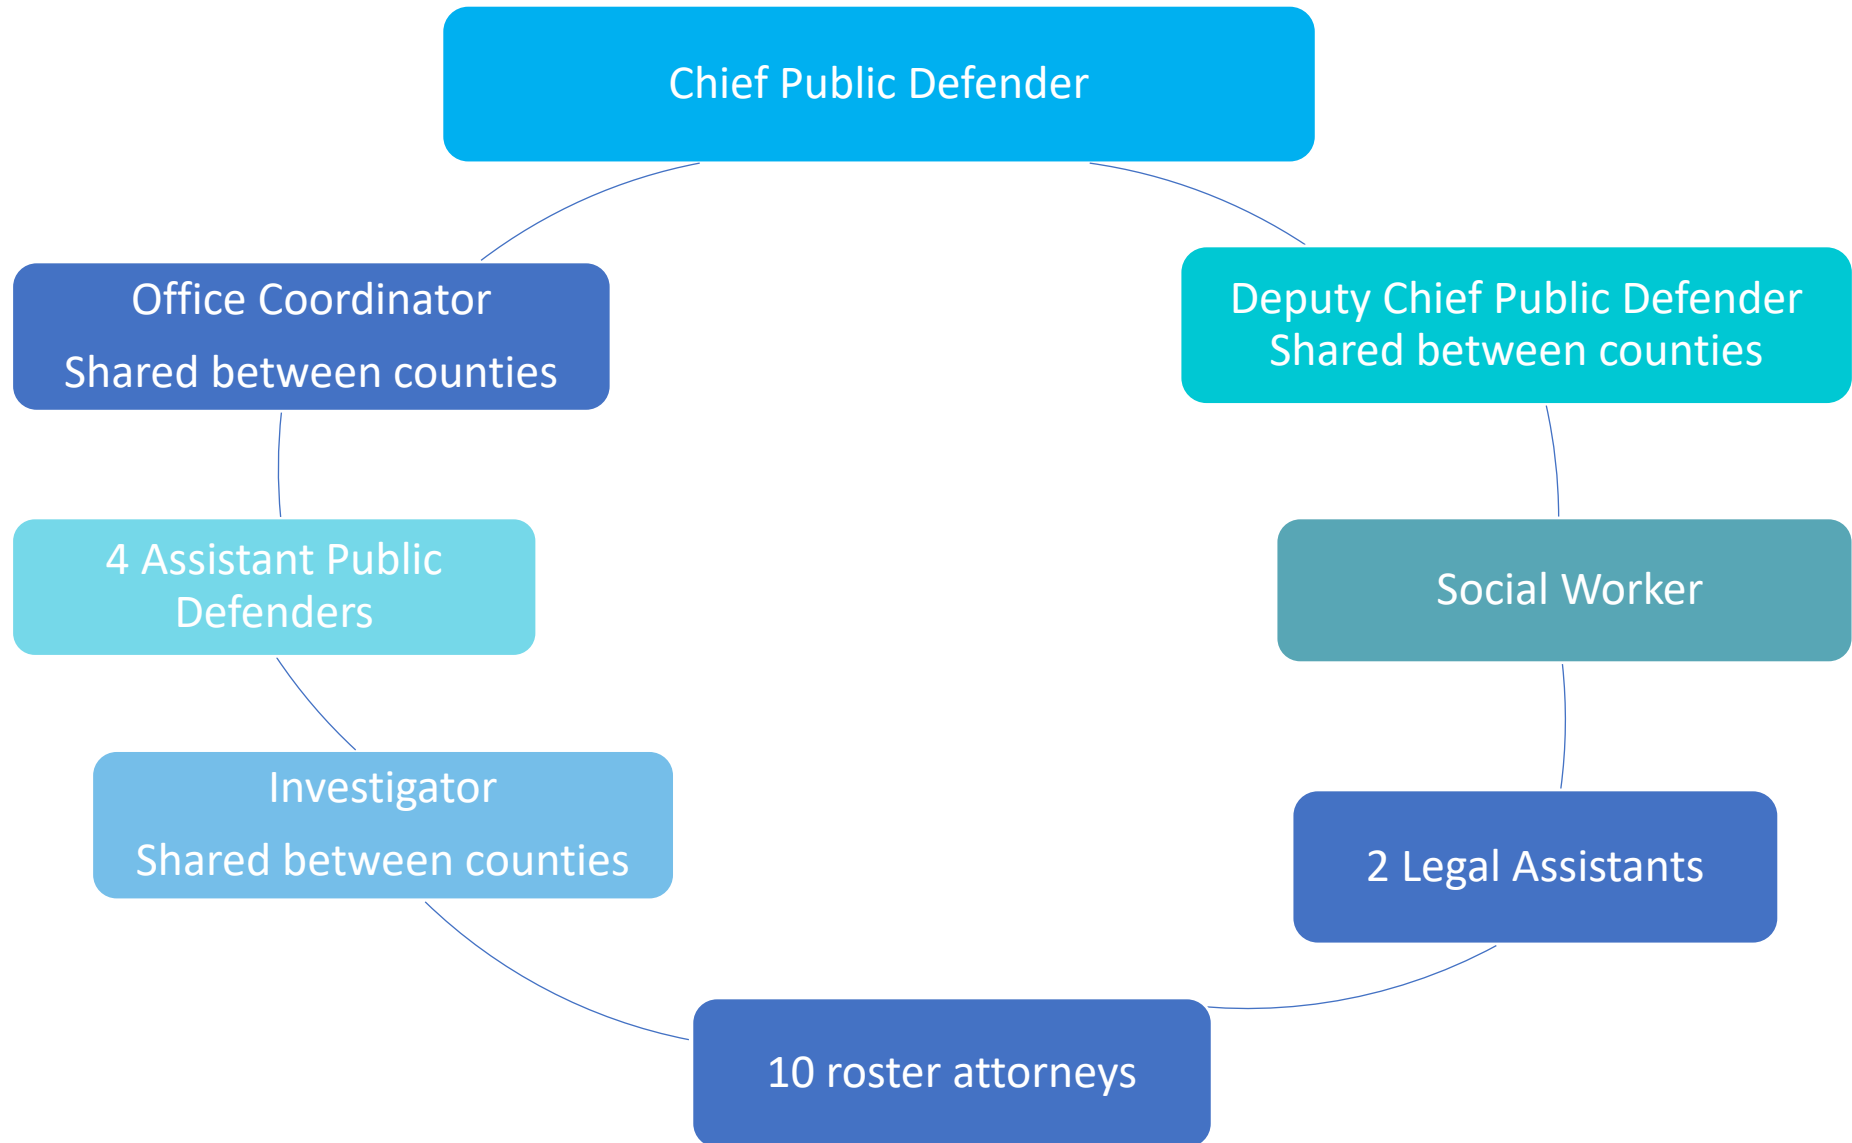 Chief Public Defender
Office Coordinator
Shared between counties
Deputy Chief Public Defender
Shared between counties
4 Assistant Public
Defenders
Social Worker
Investigator
Shared between counties
2 Legal Assistants
10 roster attorneys